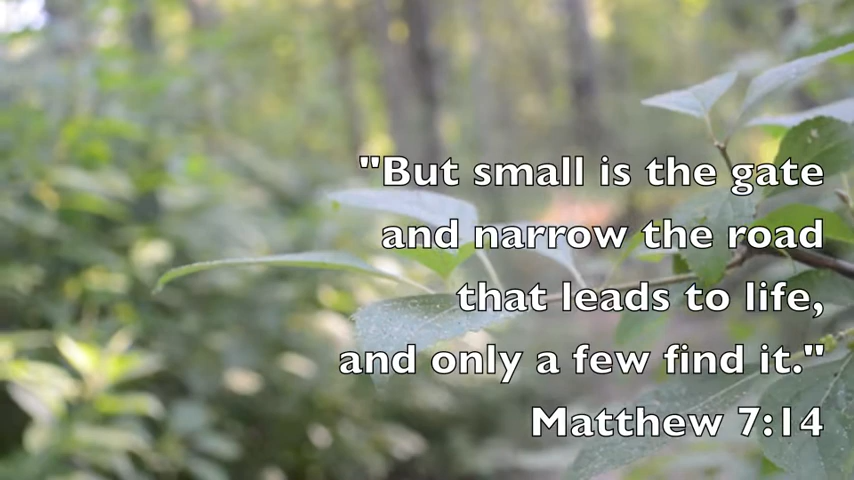 "But small is the gate
and narrow the road
that leads to life,
and only a few find it."
Matthew 7:14